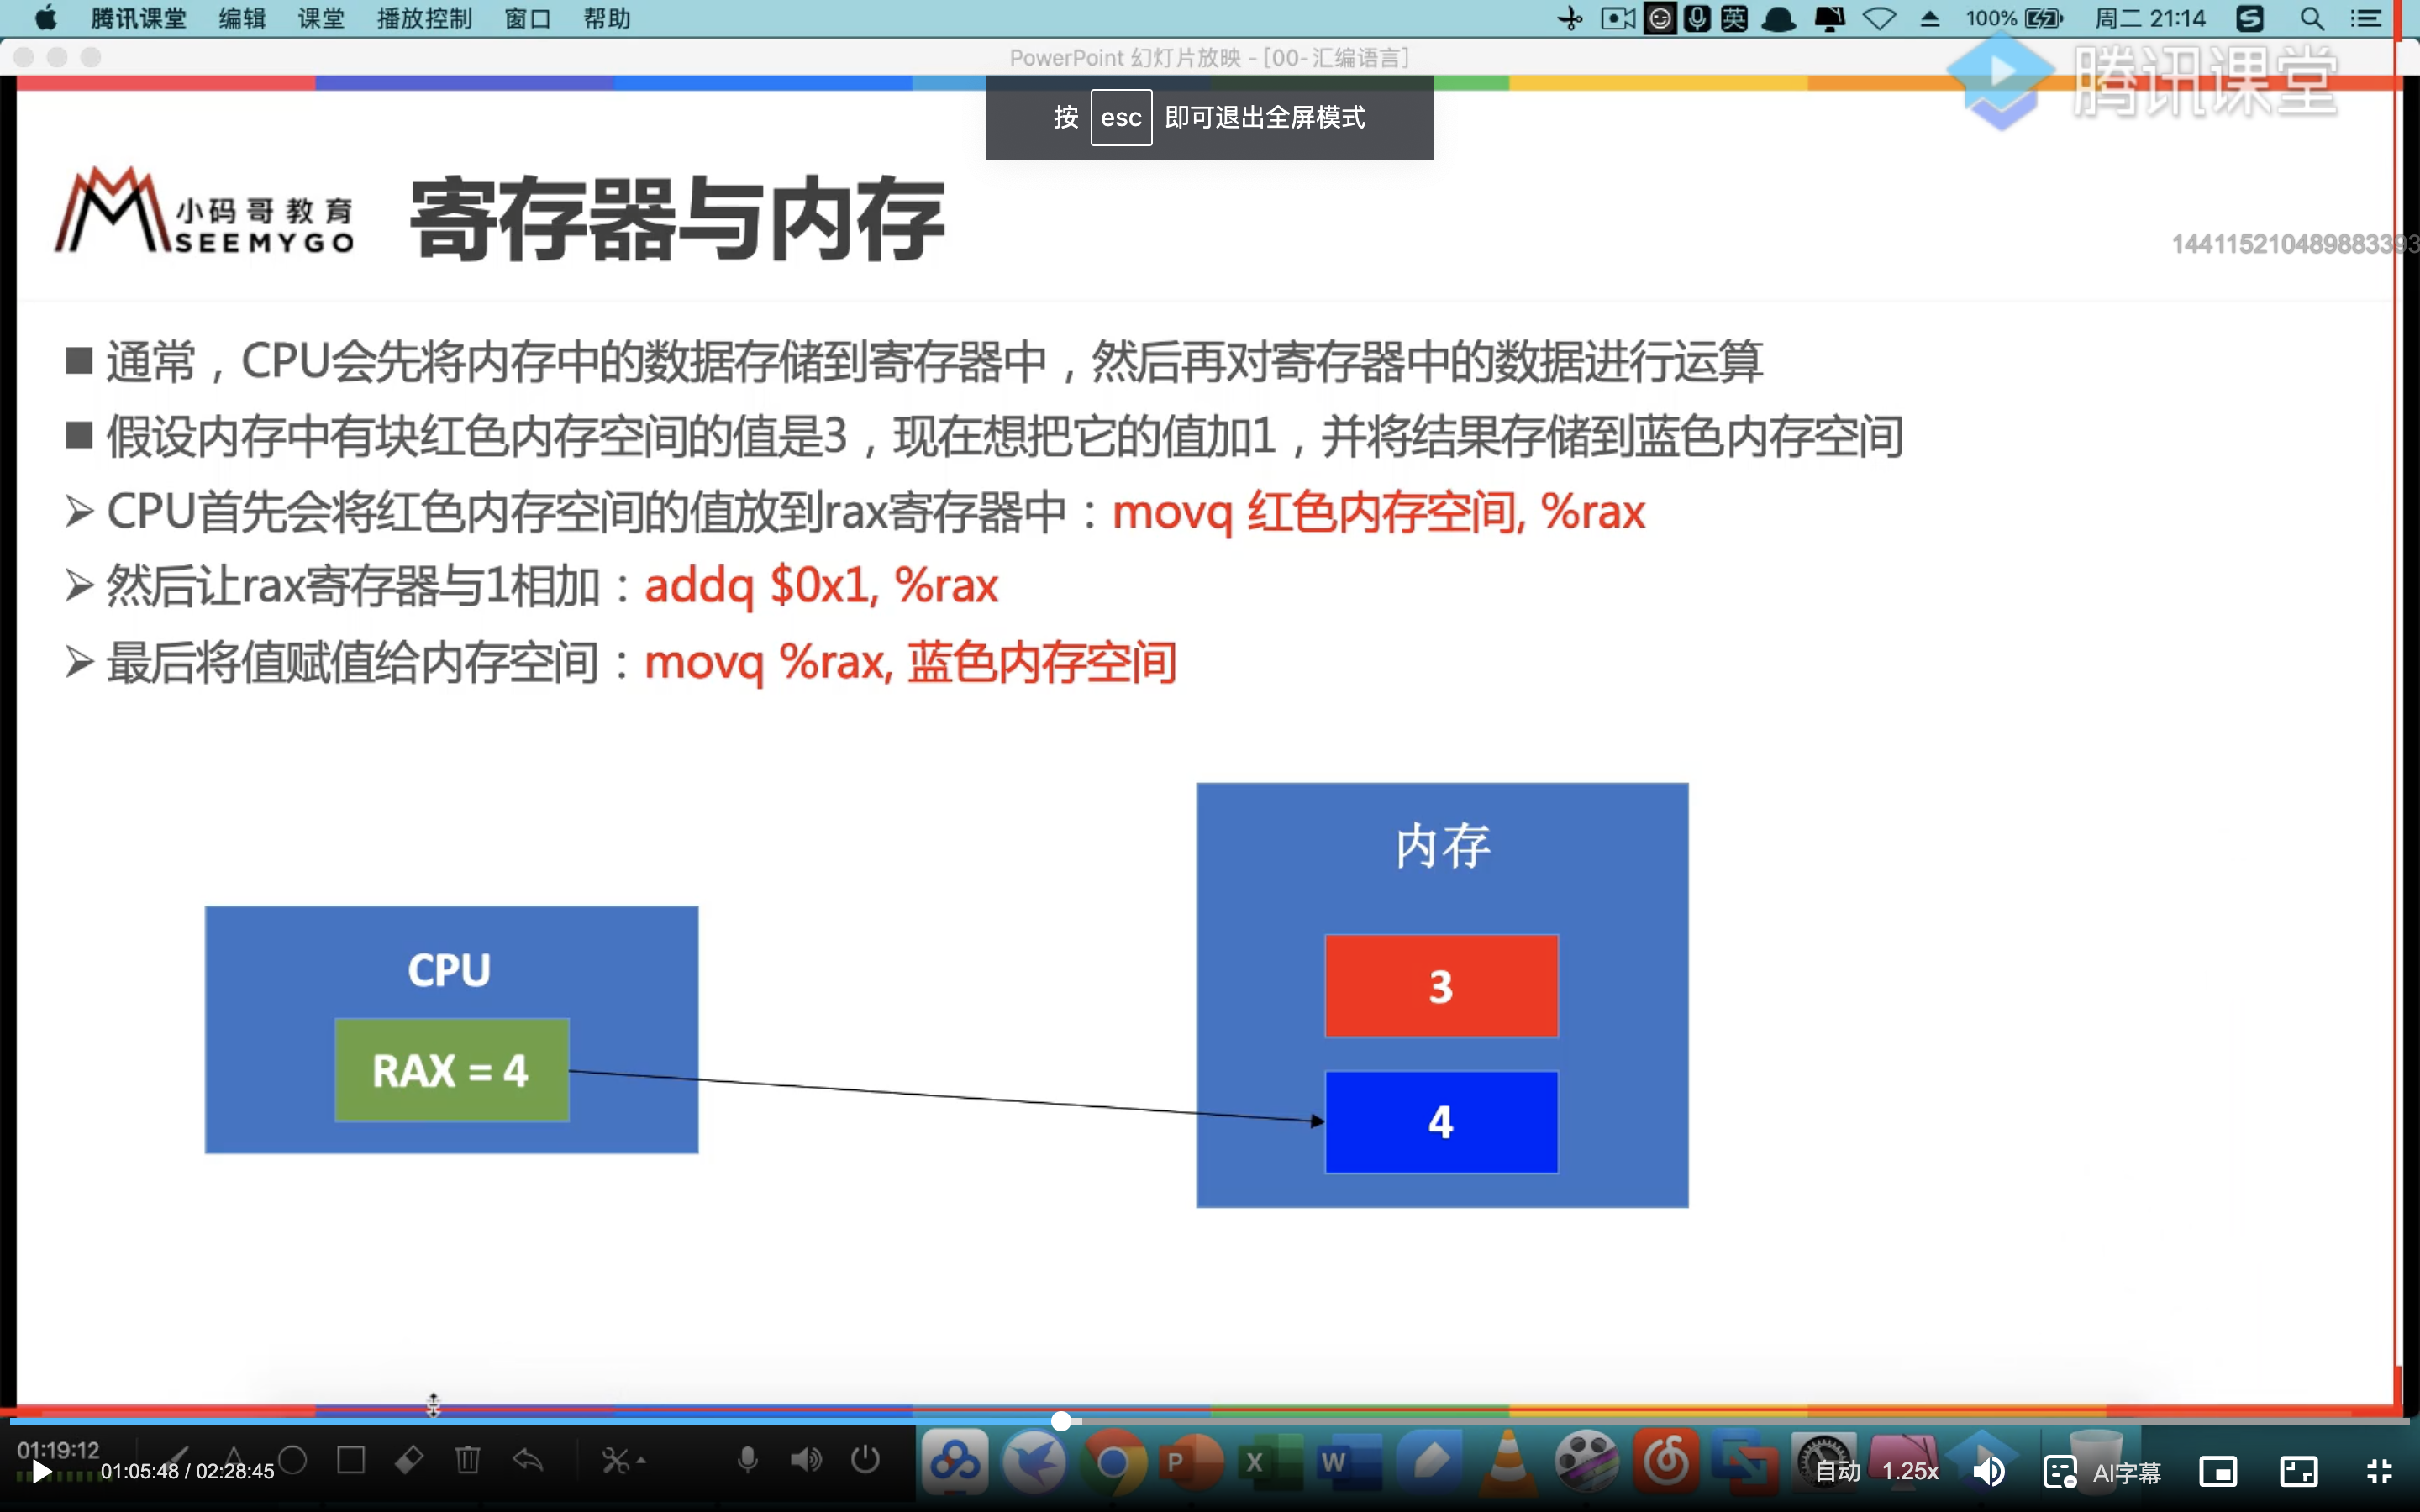 腾讯课堂 编辑 课堂 播放控制 窗口 帮助 英 100% 周二 21:14
PowerPoint 幻灯片放映 - [00-汇编语言]
腾讯课堂
按 esc 即可退出全屏模式
小码哥教育
SEEMYGO
寄存器与内存
144115210489883393
■ 通常，CPU会先将内存中的数据存储到寄存器中，然后再对寄存器中的数据进行运算
■ 假设内存中有块红色内存空间的值是3，现在想把它的值加1，并将结果存储到蓝色内存空间
➢ CPU首先会将红色内存空间的值放到rax寄存器中：movq 红色内存空间, %rax
➢ 然后让rax寄存器与1相加：addq $0x1, %rax
➢ 最后将值赋值给内存空间：movq %rax, 蓝色内存空间
内存
CPU
3
RAX = 4
4
01:19:12
01:05:48 / 02:28:45
A
P X W
自动 1.25x AI字幕